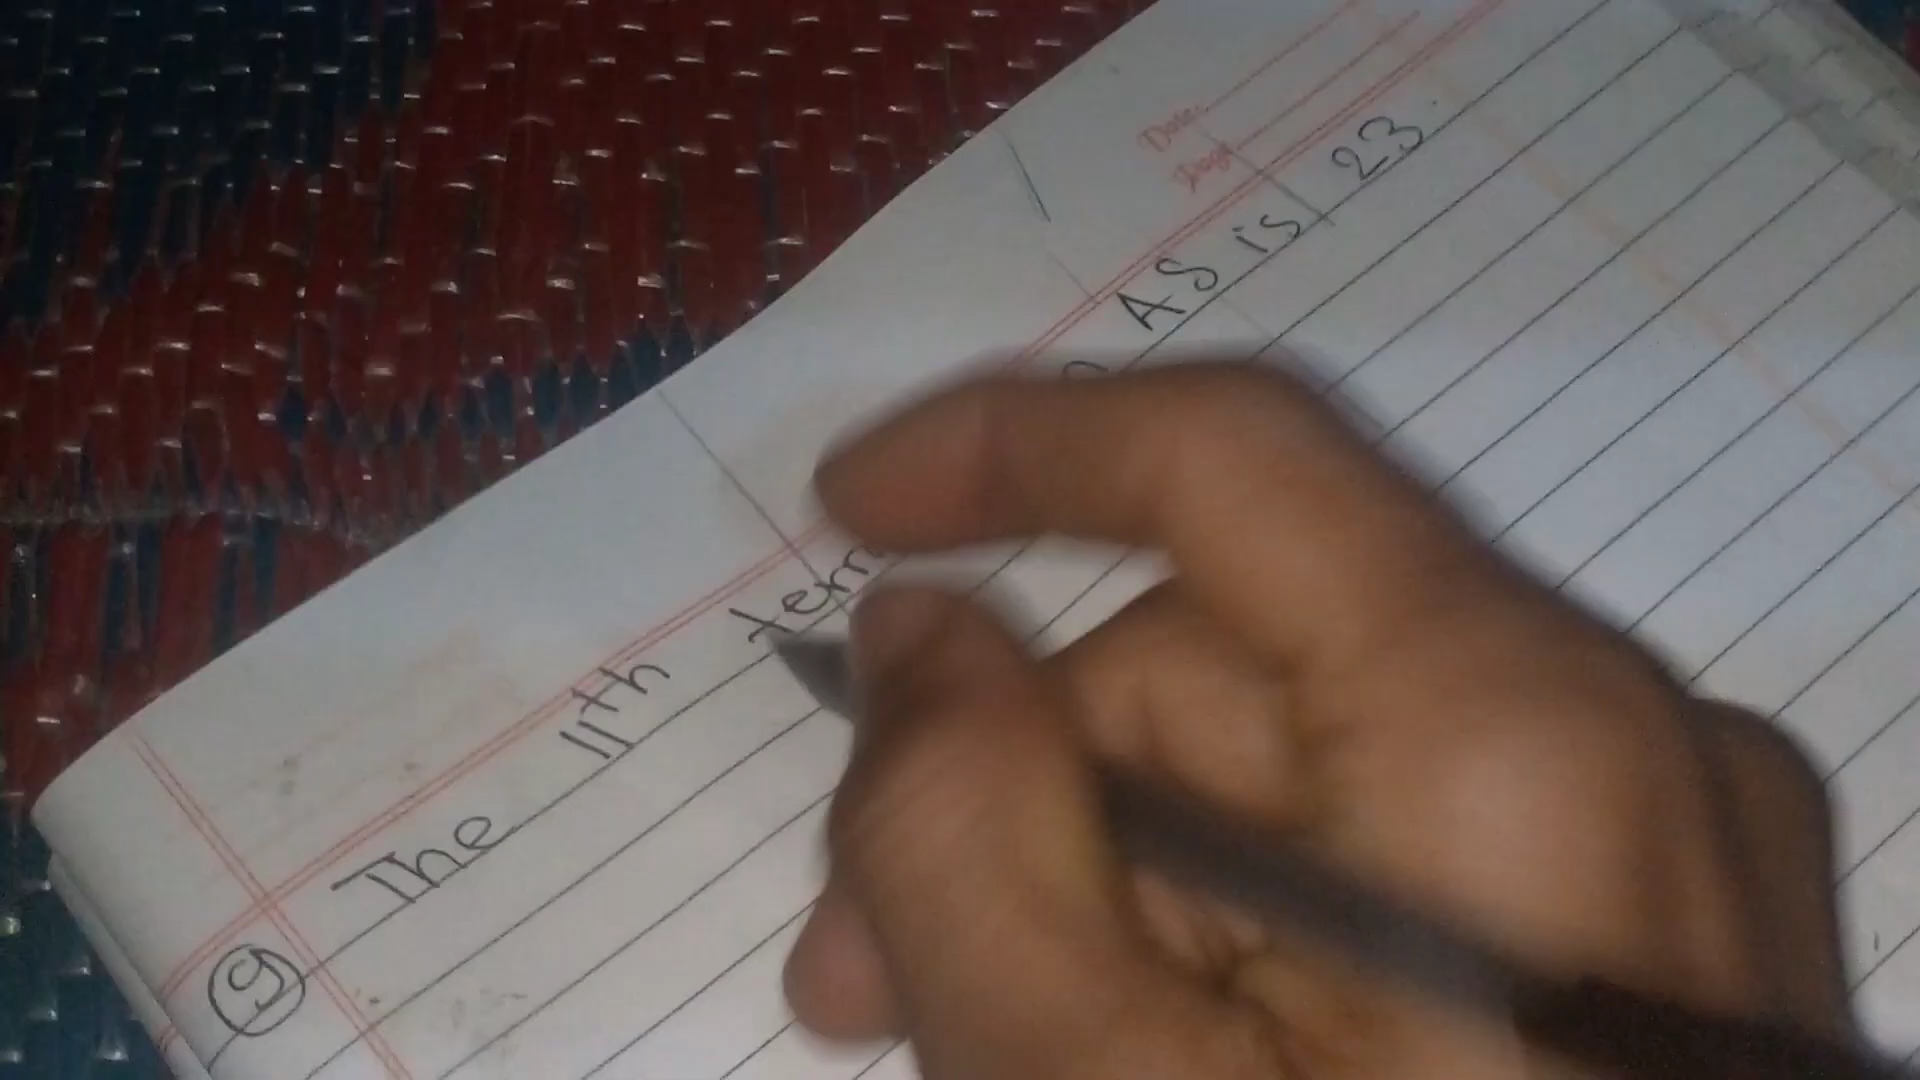 Date.
Page
The 11th term AS is 23
9